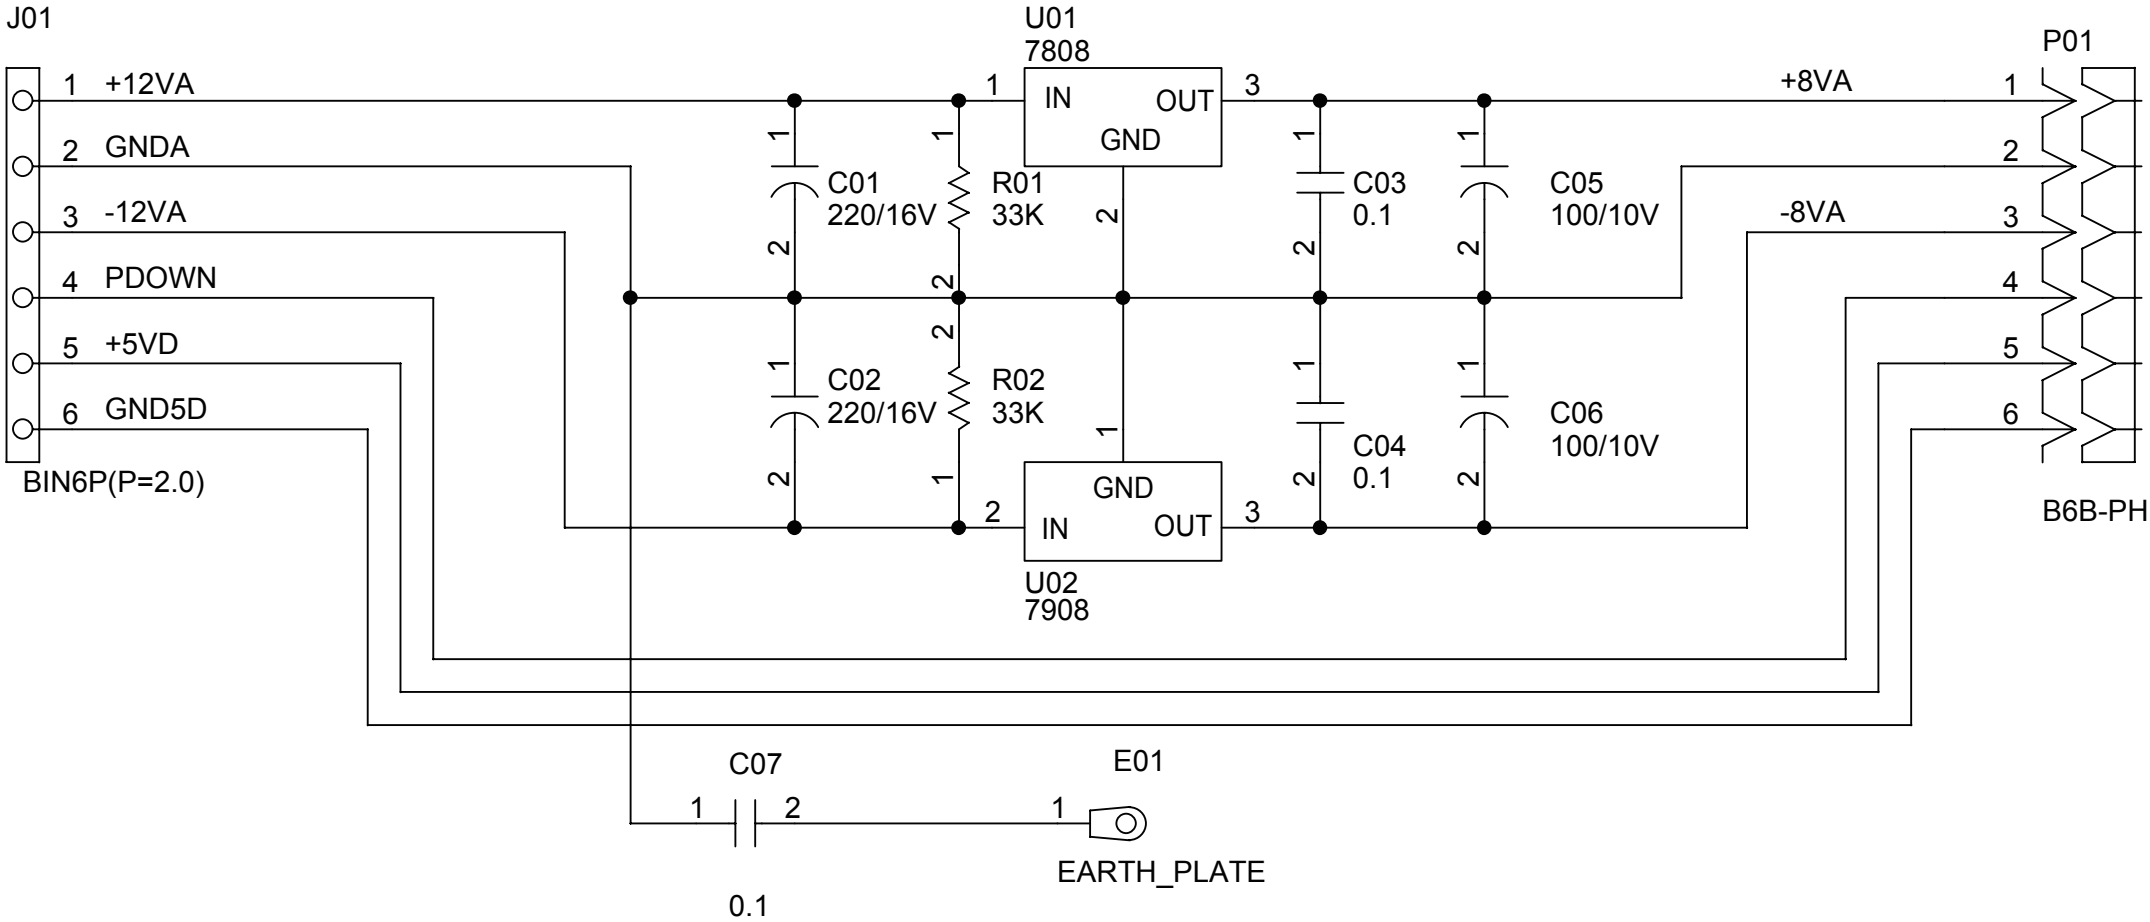 J01
1 +12VA
2 GNDA
3 -12VA
4 PDOWN
5 +5VD
6 GND5D
BIN6P(P=2.0)
1
C01
220/16V
2
1
R01
33K
2
1
C02
220/16V
2
2
R02
33K
1
U01
7808
1
IN
OUT
GND
3
2
1
GND
2
IN
OUT
3
U02
7908
1
C03
0.1
2
1
C05
100/10V
2
1
C04
0.1
2
1
C06
100/10V
2
+8VA
-8VA
P01
1
2
3
4
5
6
B6B-PH
C07
1 2
0.1
E01
1
EARTH_PLATE